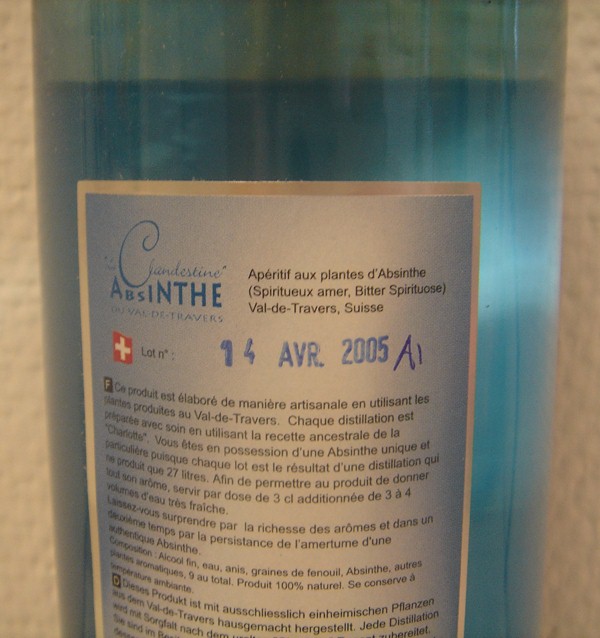 "La Clandestine"
ABSINTHE
DU VAL-DE-TRAVERS
Apéritif aux plantes d'Absinthe
(Spiritueux amer, Bitter Spirituose)
Val-de-Travers, Suisse
Lot n° : 14 AVR. 2005 A1
F Ce produit est élaboré de manière artisanale en utilisant les
plantes produites au Val-de-Travers. Chaque distillation est
préparée avec soin en utilisant la recette ancestrale de la
"Charlotte". Vous êtes en possession d'une Absinthe unique et
particulière puisque chaque lot est le résultat d'une distillation qui
ne produit que 27 litres. Afin de permettre au produit de donner
tout son arôme, servir par dose de 3 cl additionnée de 3 à 4
volumes d'eau très fraîche.
Laissez-vous surprendre par la richesse des arômes et dans un
deuxième temps par la persistance de l'amertume d'une
authentique Absinthe.
Composition : Alcool fin, eau, anis, graines de fenouil, Absinthe, autres
plantes aromatiques, 9 au total. Produit 100% naturel. Se conserve à
température ambiante.
D Dieses Produkt ist mit ausschliesslich einheimischen Pflanzen
aus dem Val-de-Travers hausgemacht hergestellt. Jede Distillation
wird mit Sorgfalt nach dem zubereitet.
Sie sind im